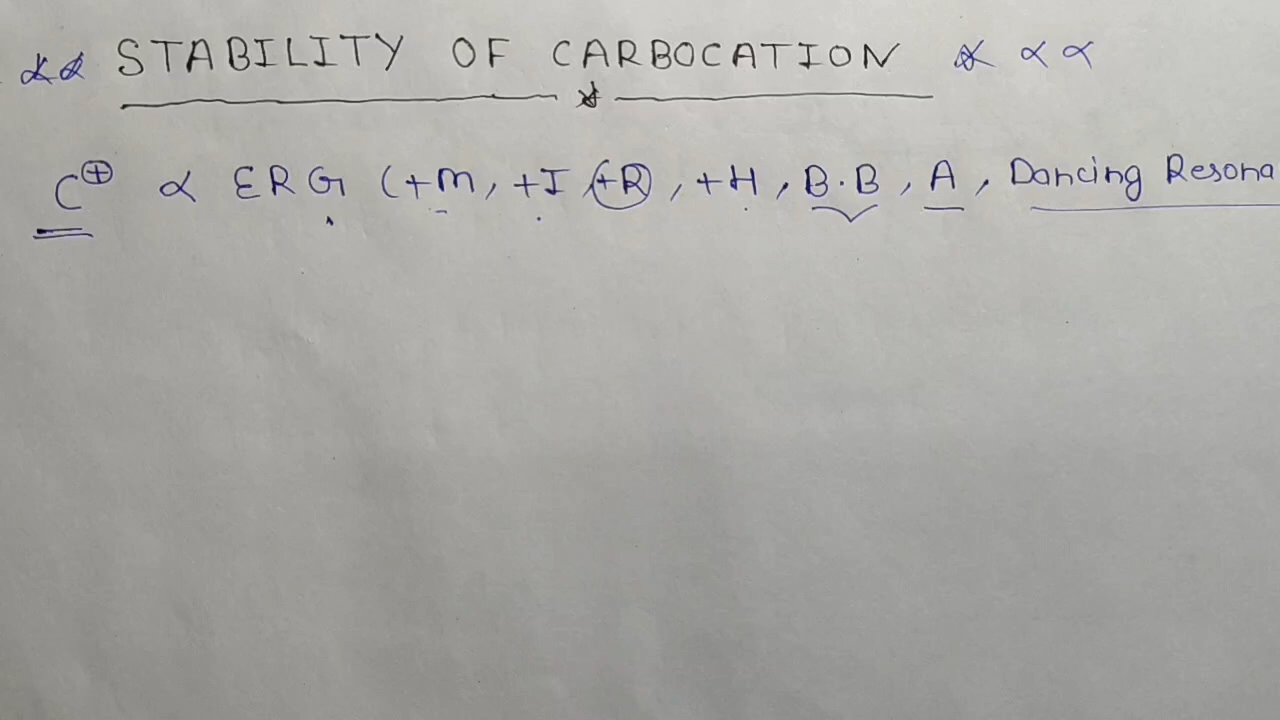 STABILITY OF CARBOCATION
C⊕ ∝ ERG (+M, +I, +R, +H, B.B, A, Dancing Resona